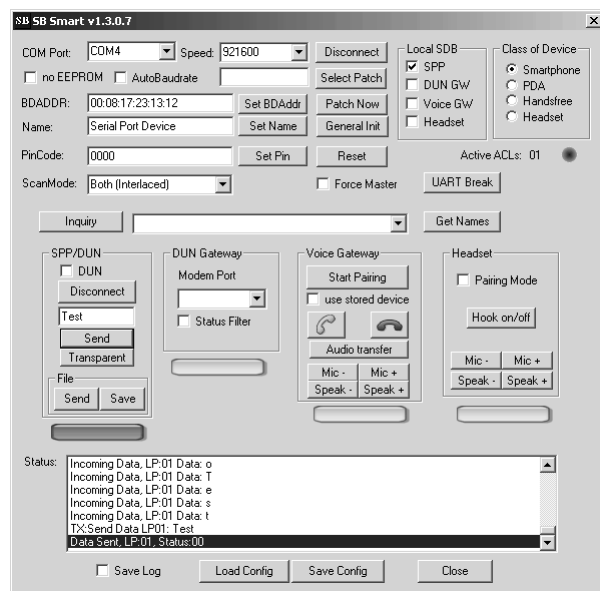 SB SB Smart v1.3.0.7
COM Port: COM4 Speed: 921600 Disconnect
Local SDB
Class of Device
SPP
Smartphone
no EEPROM AutoBaudrate Select Patch
DUN GW
PDA
BDADDR: 00:08:17:23:13:12 Set BDAddr Patch Now
Voice GW
Handsfree
Name: Serial Port Device Set Name General Init
Headset
Headset
PinCode: 0000 Set Pin Reset Active ACLs: 01
ScanMode: Both (Interlaced) Force Master UART Break
Inquiry Get Names
SPP/DUN
DUN
Disconnect
Test
Send
Transparent
File
Send Save
DUN Gateway
Modem Port
Status Filter
Voice Gateway
Start Pairing
use stored device
Audio transfer
Mic - Mic +
Speak - Speak +
Headset
Pairing Mode
Hook on/off
Mic - Mic +
Speak - Speak +
Status:
Incoming Data, LP:01 Data: o
Incoming Data, LP:01 Data: T
Incoming Data, LP:01 Data: e
Incoming Data, LP:01 Data: s
Incoming Data, LP:01 Data: t
TX:Send Data LP01: Test
Data Sent, LP:01, Status:00
Save Log Load Config Save Config Close